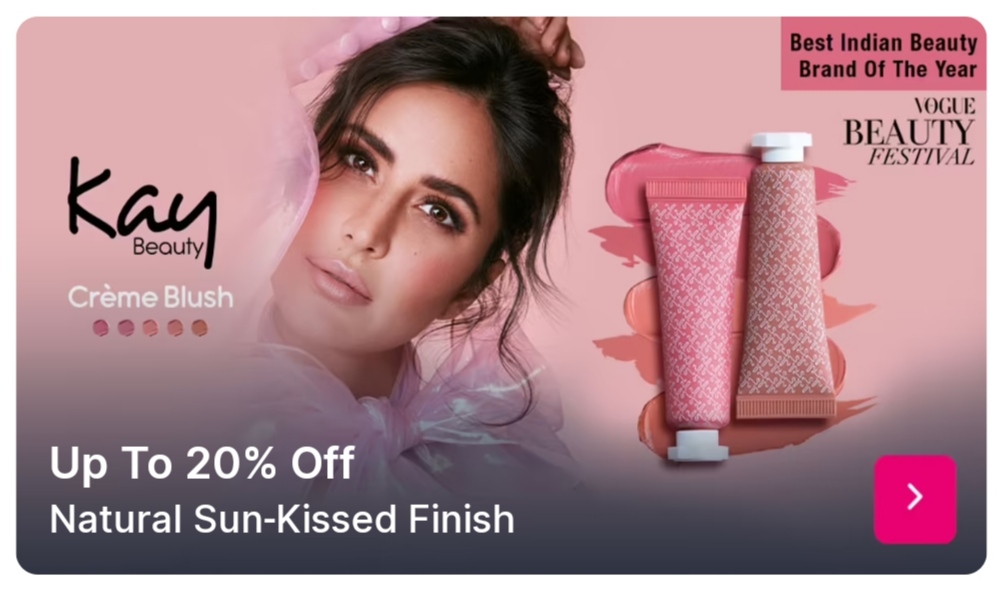 Best Indian Beauty
Brand Of The Year
VOGUE
BEAUTY
FESTIVAL
Kay
Beauty
Crème Blush
Up To 20% Off
Natural Sun-Kissed Finish